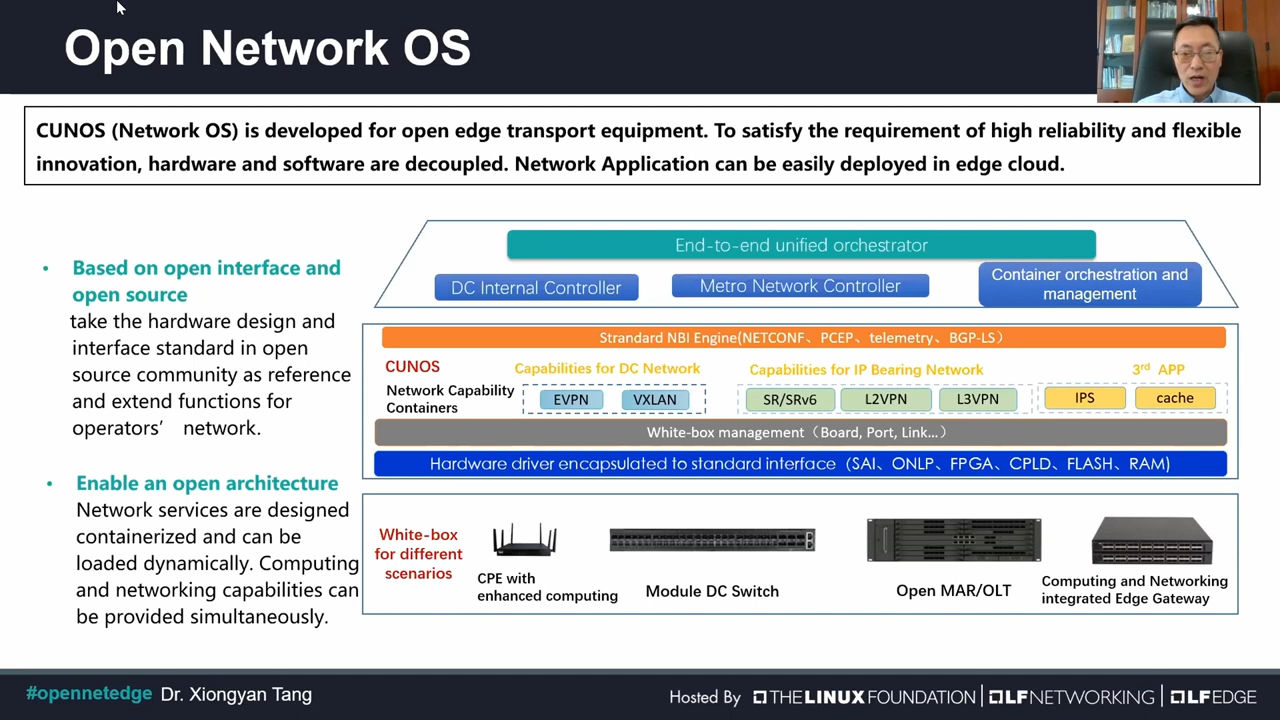 Open Network OS
CUNOS (Network OS) is developed for open edge transport equipment. To satisfy the requirement of high reliability and flexible
innovation, hardware and software are decoupled. Network Application can be easily deployed in edge cloud.
• Based on open interface and
open source
take the hardware design and
interface standard in open
source community as reference
and extend functions for
operators' network.
• Enable an open architecture
Network services are designed
containerized and can be
loaded dynamically. Computing
and networking capabilities can
be provided simultaneously.
End-to-end unified orchestrator
DC Internal Controller
Metro Network Controller
Container orchestration and
management
Strandard NBI Engine(NETCONF、PCEP、telemetry、BGP-LS）
CUNOS
Network Capability
Containers
Capabilities for DC Network
EVPN
VXLAN
Capabilities for IP Bearing Network
SR/SRv6
L2VPN
L3VPN
3rd APP
IPS
cache
White-box management（Board, Port, Link...）
Hardware driver encapsulated to standard interface（SAI、ONLP、FPGA、CPLD、FLASH、RAM)
White-box
for different
scenarios
CPE with
enhanced computing
Module DC Switch
Open MAR/OLT
Computing and Networking
integrated Edge Gateway
#opennetedge Dr. Xiongyan Tang
Hosted By THE LINUX FOUNDATION | LFNETWORKING | LFEDGE